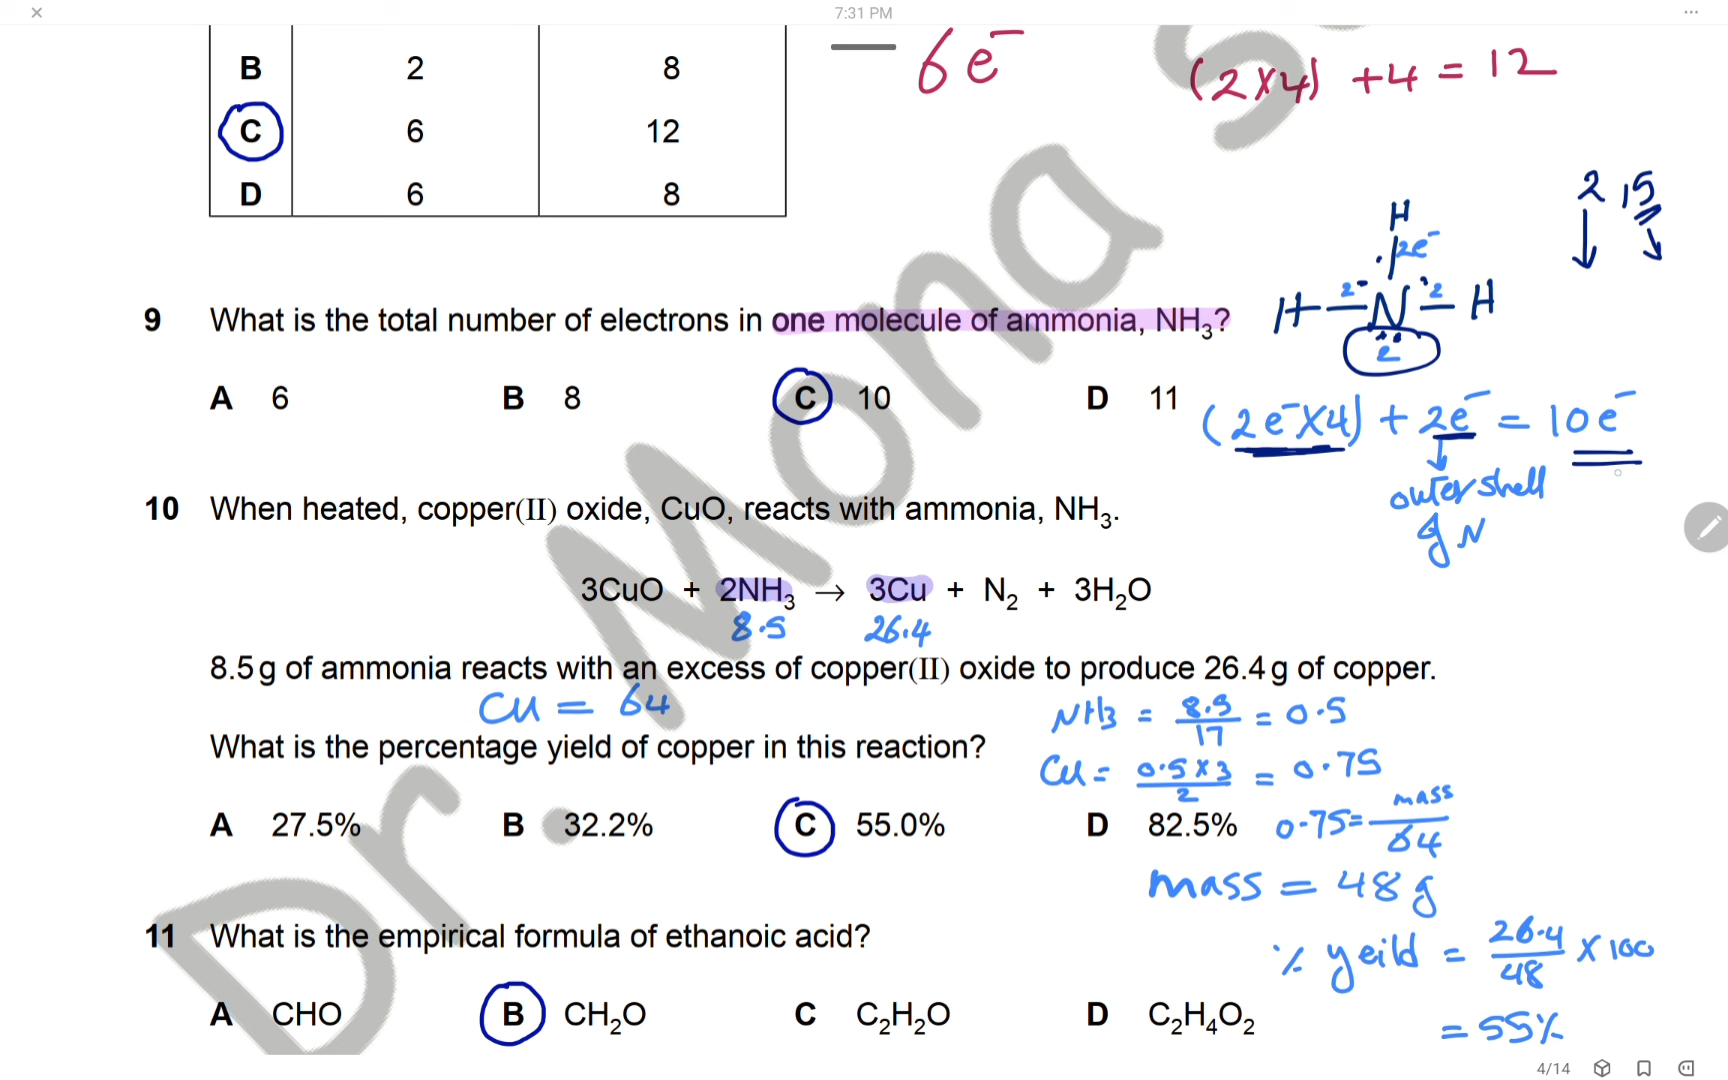 7:31 PM
B 2 8
6e⁻
(2x4) +4 = 12
C 6 12
D 6 8
2,5
H
2e⁻
H 2 N 2 H
2
9 What is the total number of electrons in one molecule of ammonia, NH₃?
A 6 B 8 C 10 D 11
(2e⁻x4) + 2e⁻ = 10e⁻
outer shell
of N
10 When heated, copper(II) oxide, CuO, reacts with ammonia, NH₃.
3CuO + 2NH₃ → 3Cu + N₂ + 3H₂O
8.5 26.4
8.5 g of ammonia reacts with an excess of copper(II) oxide to produce 26.4 g of copper.
Cu = 64
NH3 = 8.5/17 = 0.5
What is the percentage yield of copper in this reaction?
Cu = 0.5 x 3/2 = 0.75
A 27.5% B 32.2% C 55.0% D 82.5%
0.75 = mass/64
mass = 48 g
11 What is the empirical formula of ethanoic acid?
% yeild = 26.4/48 x 100
A CHO B CH₂O C C₂H₂O D C₂H₄O₂
= 55%
Dr. Mona S
4/14